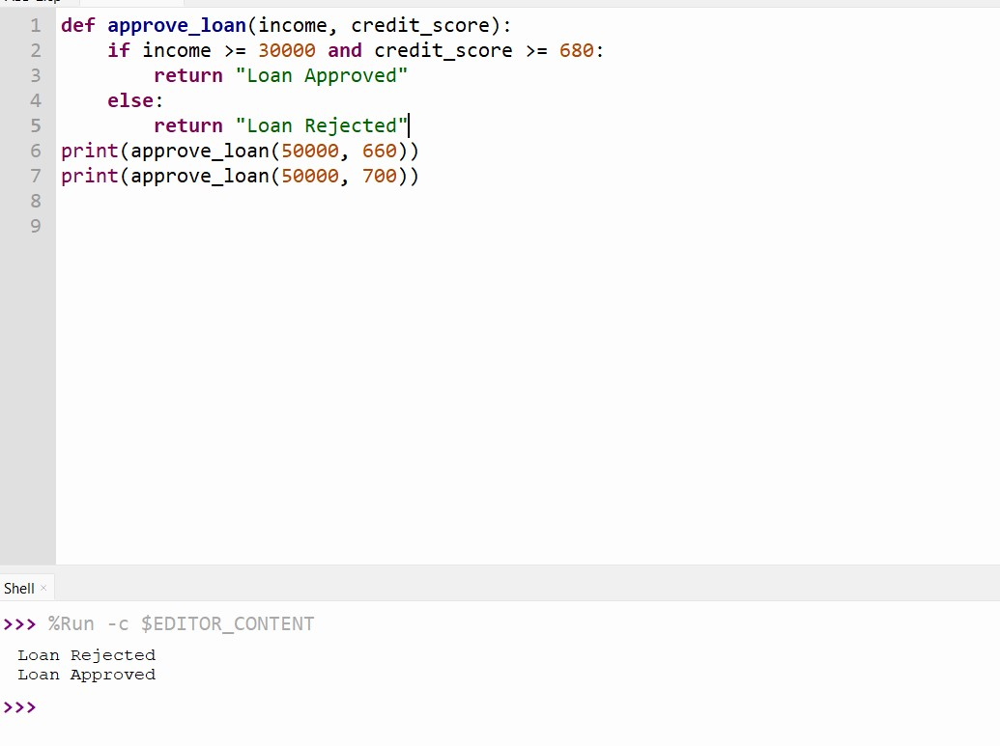 1 def approve_loan(income, credit_score):
2     if income >= 30000 and credit_score >= 680:
3         return "Loan Approved"
4     else:
5         return "Loan Rejected"
6 print(approve_loan(50000, 660))
7 print(approve_loan(50000, 700))
8
9
Shell ×
>>> %Run -c $EDITOR_CONTENT
Loan Rejected
Loan Approved
>>>